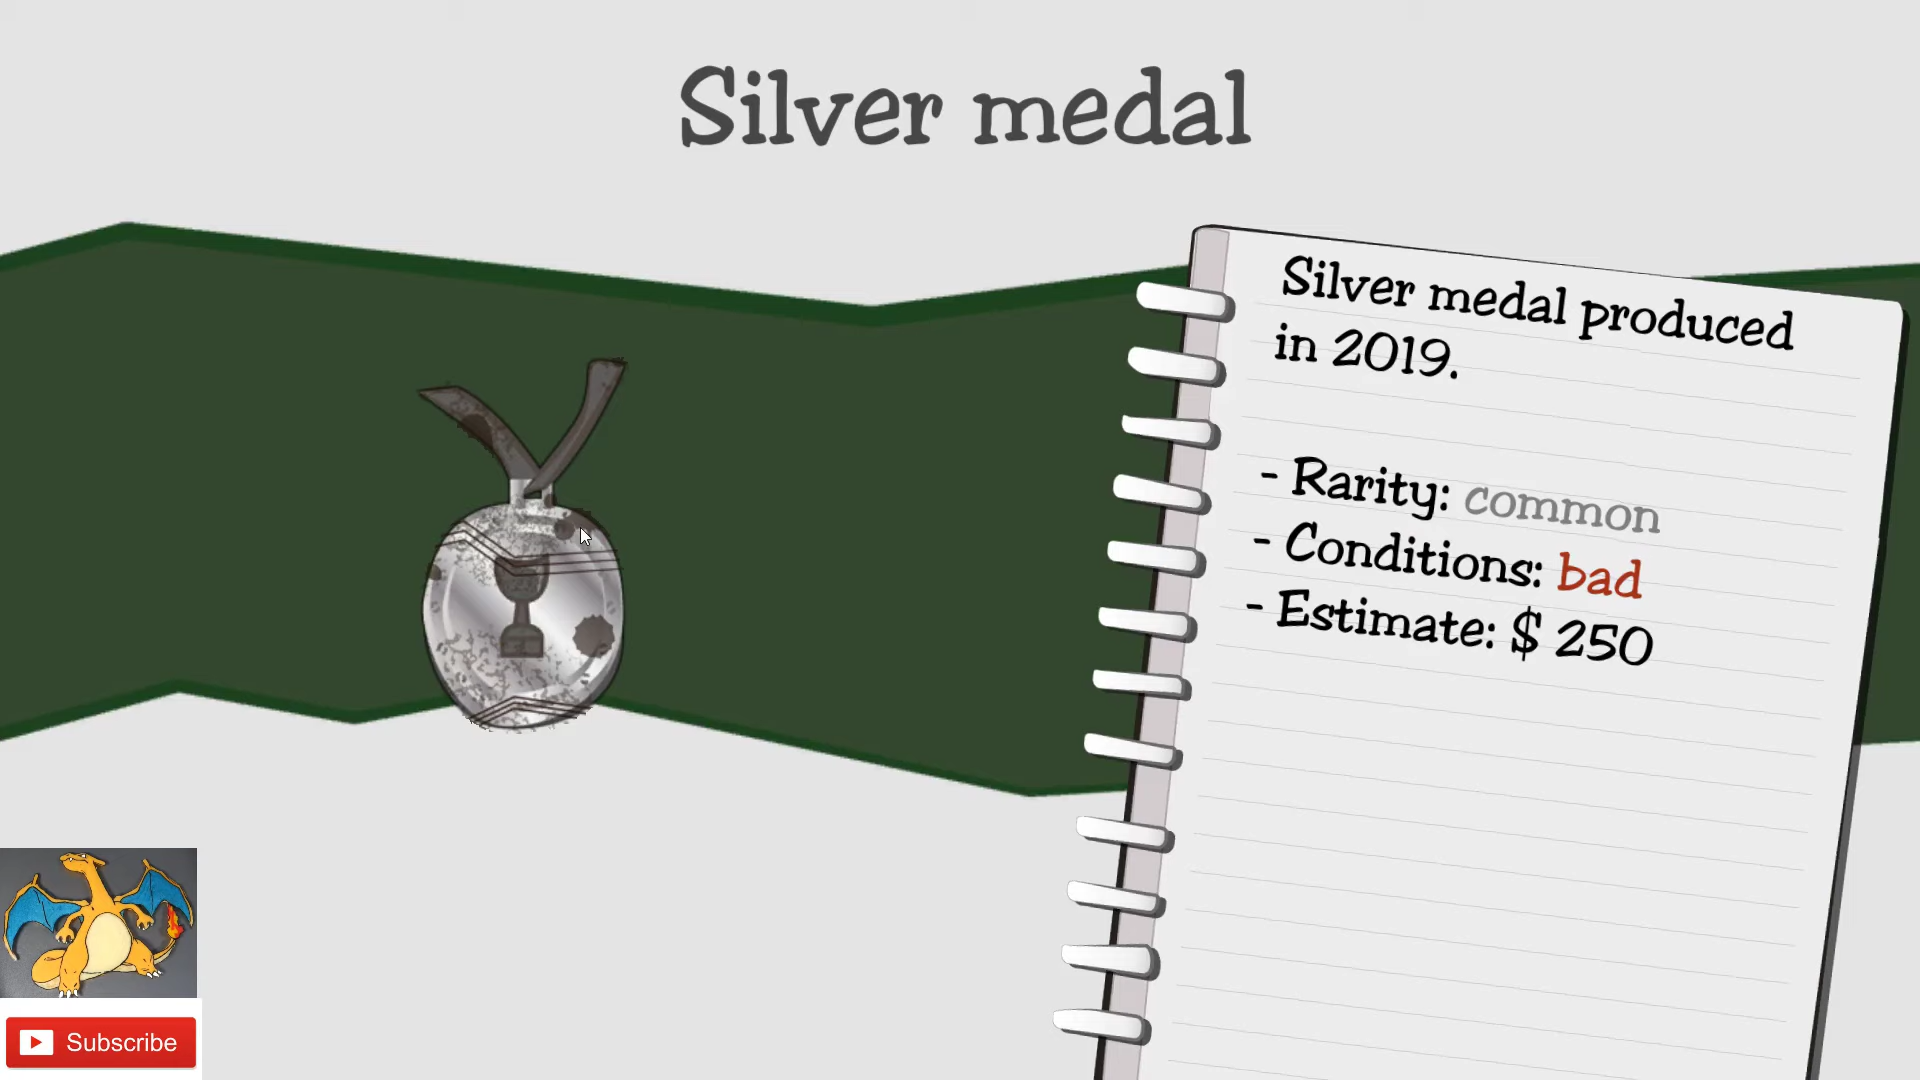 Silver medal
Silver medal produced
in 2019.
- Rarity: common
- Conditions: bad
- Estimate: $ 250
Subscribe